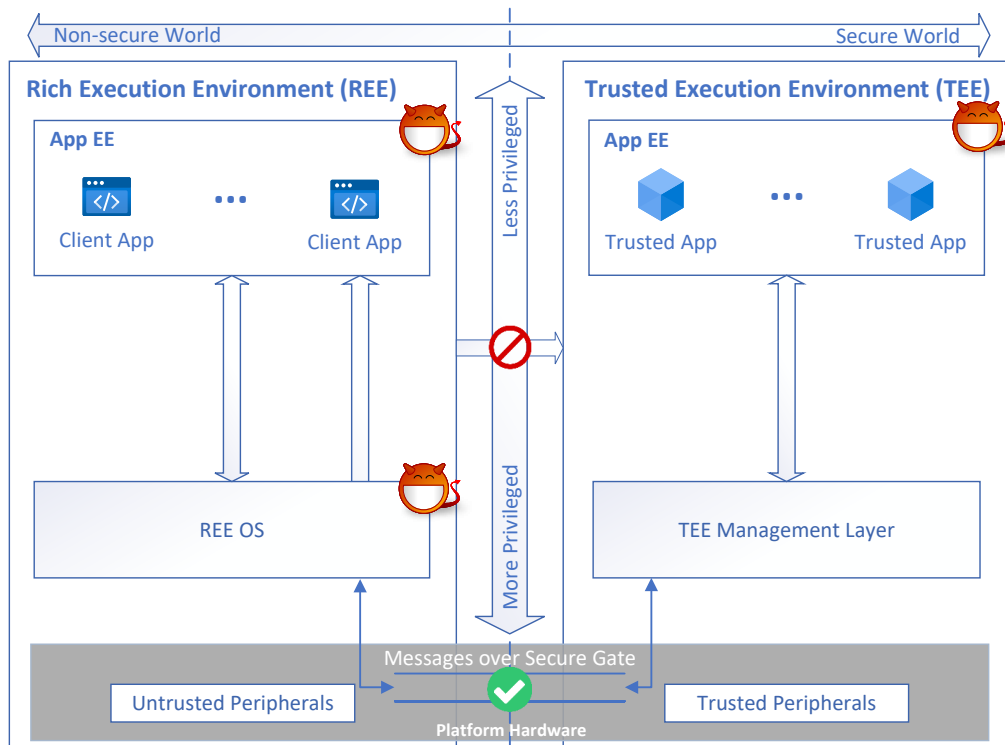 Non-secure World
Secure World
Rich Execution Environment (REE)
App EE
</>
Client App
...
</>
Client App
REE OS
Less Privileged
More Privileged
Trusted Execution Environment (TEE)
App EE
Trusted App
...
Trusted App
TEE Management Layer
Messages over Secure Gate
Untrusted Peripherals
Trusted Peripherals
Platform Hardware